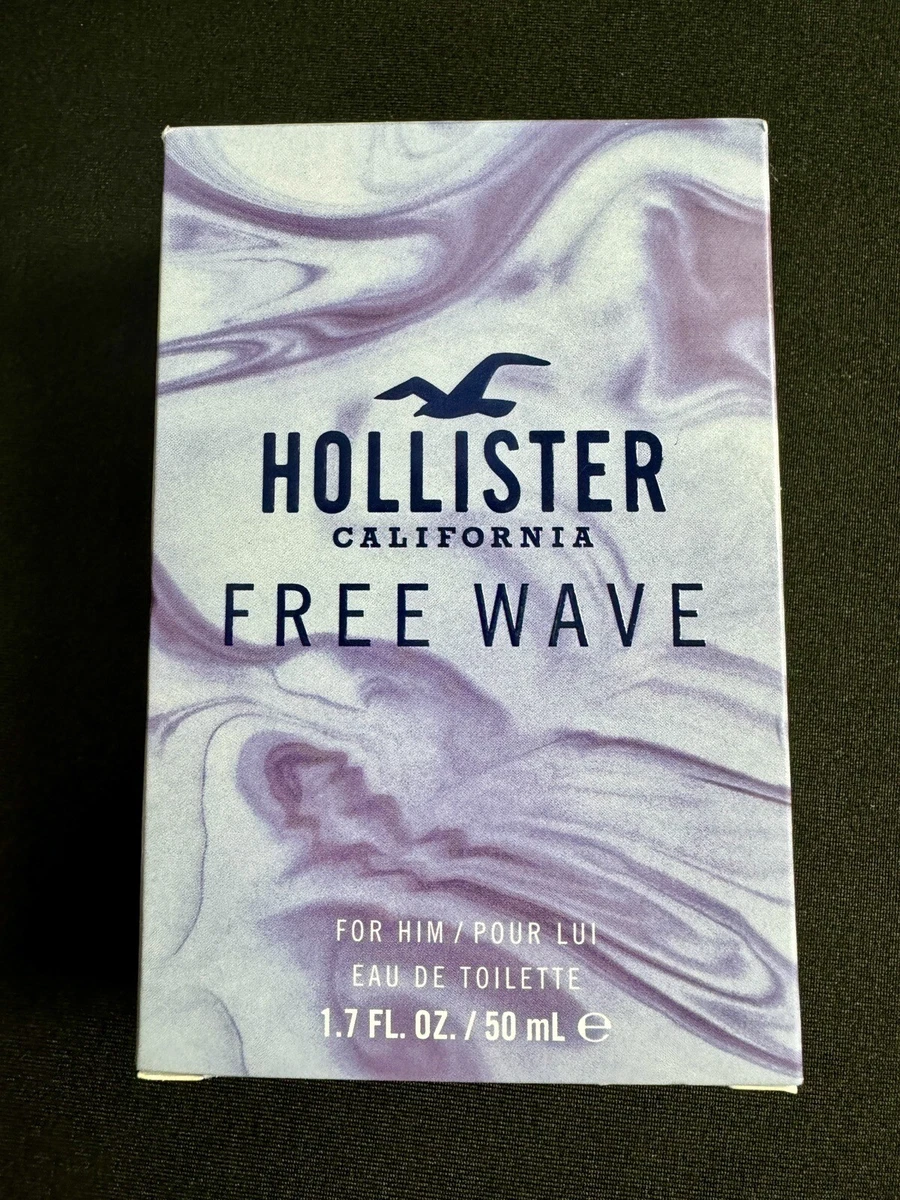 HOLLISTER
CALIFORNIA
FREE WAVE
FOR HIM / POUR LUI
EAU DE TOILETTE
1.7 FL. OZ. / 50 mL ℮